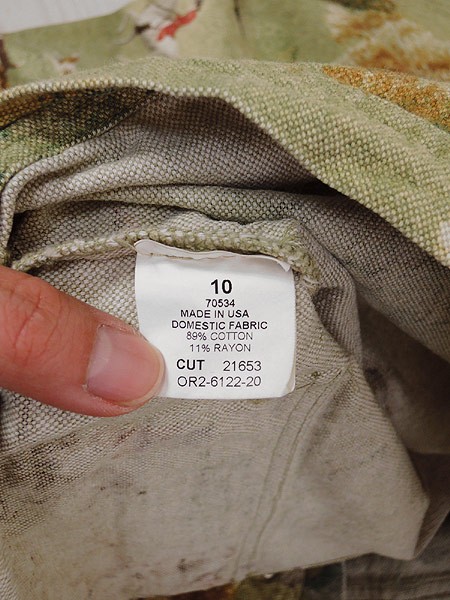 10
70534
MADE IN USA
DOMESTIC FABRIC
89% COTTON
11% RAYON
CUT 21653
OR2-6122-20